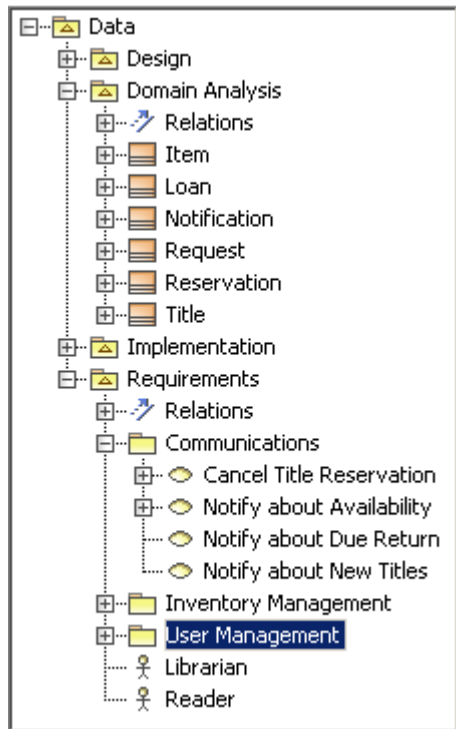 Data
Design
Domain Analysis
Relations
Item
Loan
Notification
Request
Reservation
Title
Implementation
Requirements
Relations
Communications
Cancel Title Reservation
Notify about Availability
Notify about Due Return
Notify about New Titles
Inventory Management
User Management
Librarian
Reader